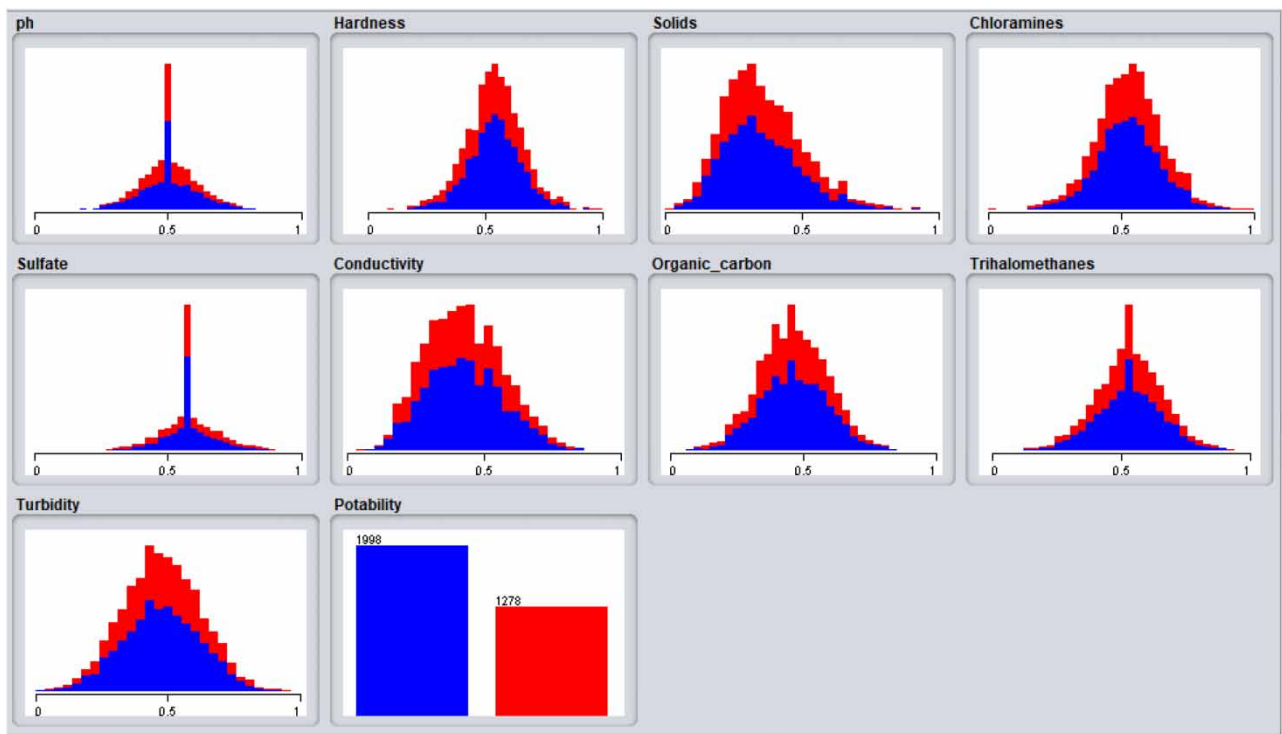 ph Hardness Solids Chloramines
0 0.5 1 0 0.5 1 0 0.5 1 0 0.5 1
Sulfate Conductivity Organic_carbon Trihalomethanes
0 0.5 1 0 0.5 1 0 0.5 1 0 0.5 1
Turbidity Potability
1998
1278
0 0.5 1